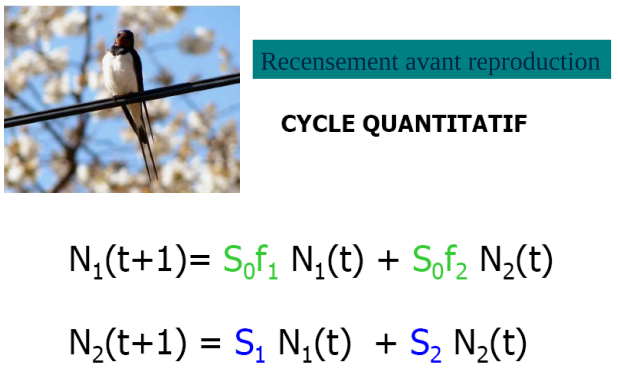 Recensement avant reproduction
CYCLE QUANTITATIF
N₁(t+1)= S₀f₁ N₁(t) + S₀f₂ N₂(t)
N₂(t+1) = S₁ N₁(t) + S₂ N₂(t)